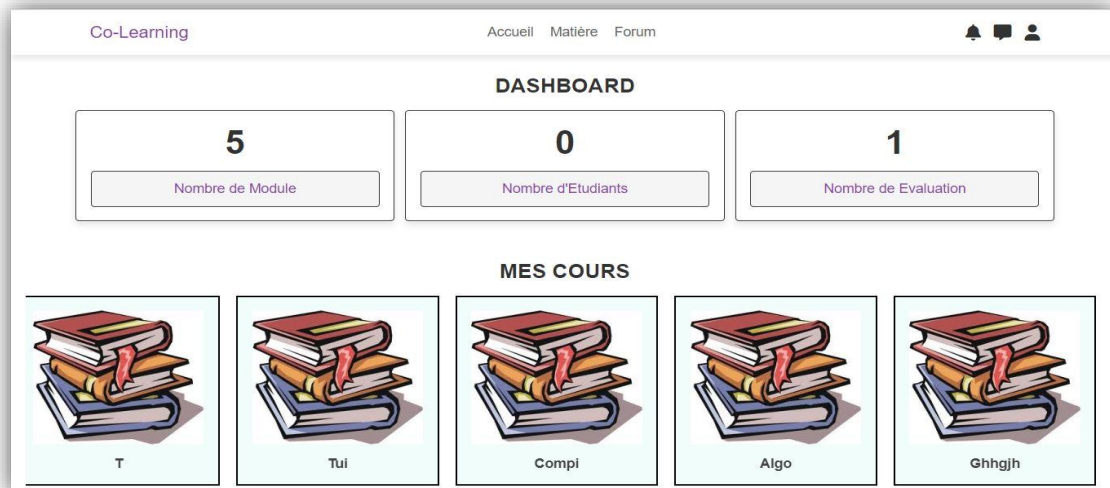 Co-Learning Accueil Matière Forum
DASHBOARD
5 0 1
Nombre de Module Nombre d'Etudiants Nombre de Evaluation
MES COURS
T Tui Compi Algo Ghhgjh